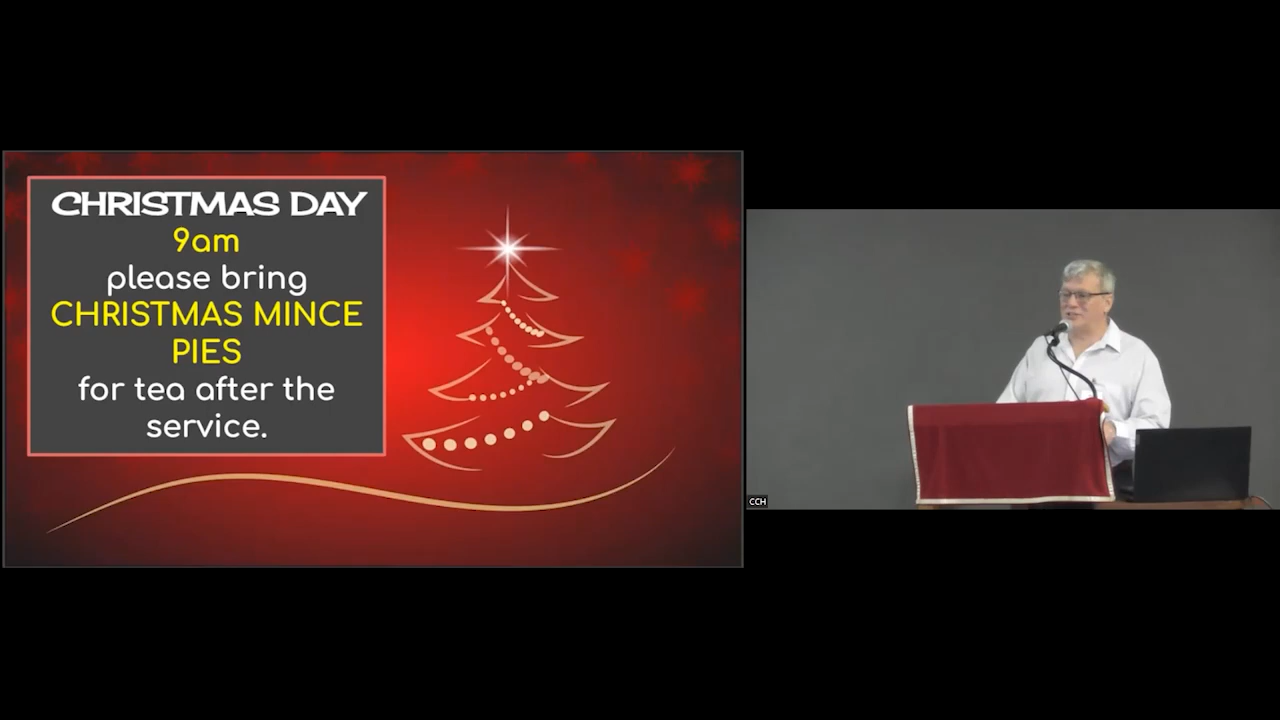 CHRISTMAS DAY
9am
please bring
CHRISTMAS MINCE
PIES
for tea after the
service.
CCH